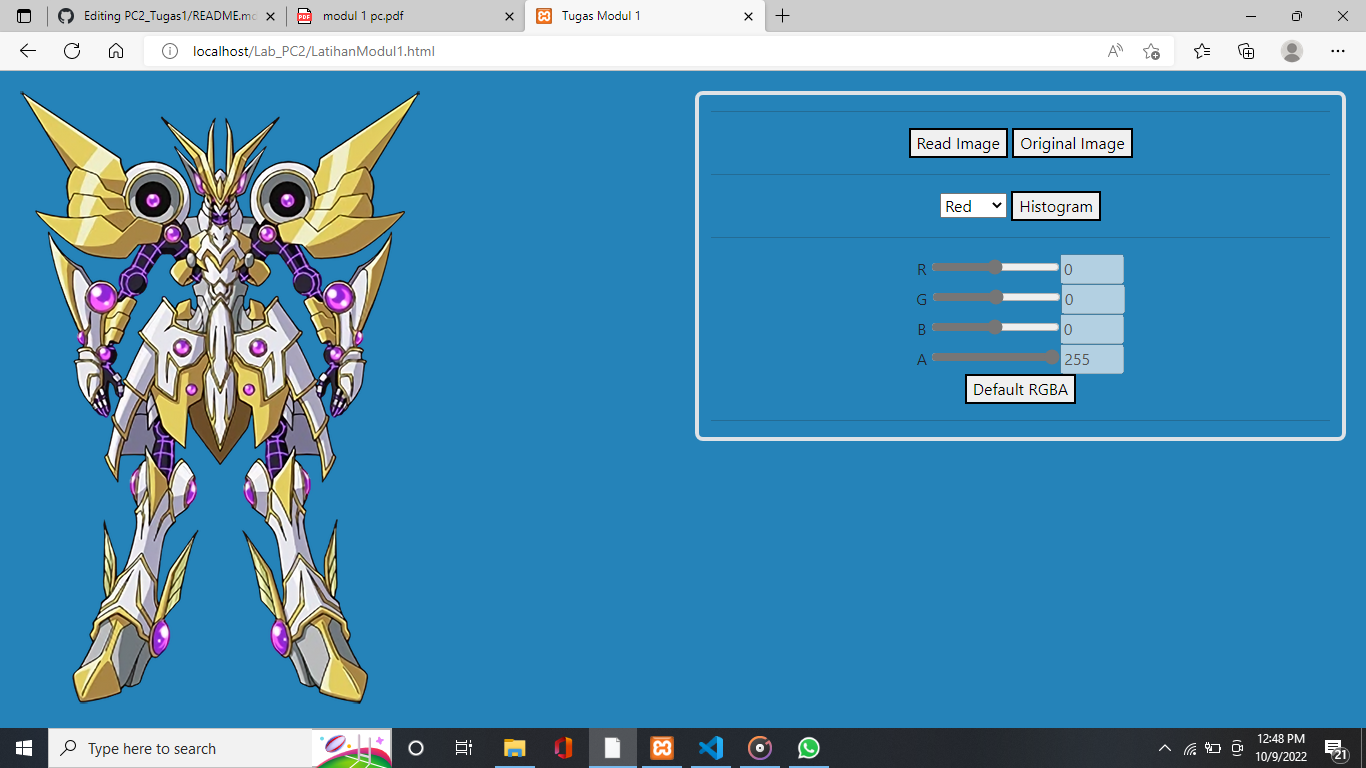 Editing PC2_Tugas1/README.mc
modul 1 pc.pdf
Tugas Modul 1
localhost/Lab_PC2/LatihanModul1.html
Read Image Original Image
Red Histogram
R 0
G 0
B 0
A 255
Default RGBA
Type here to search
12:48 PM
10/9/2022
21